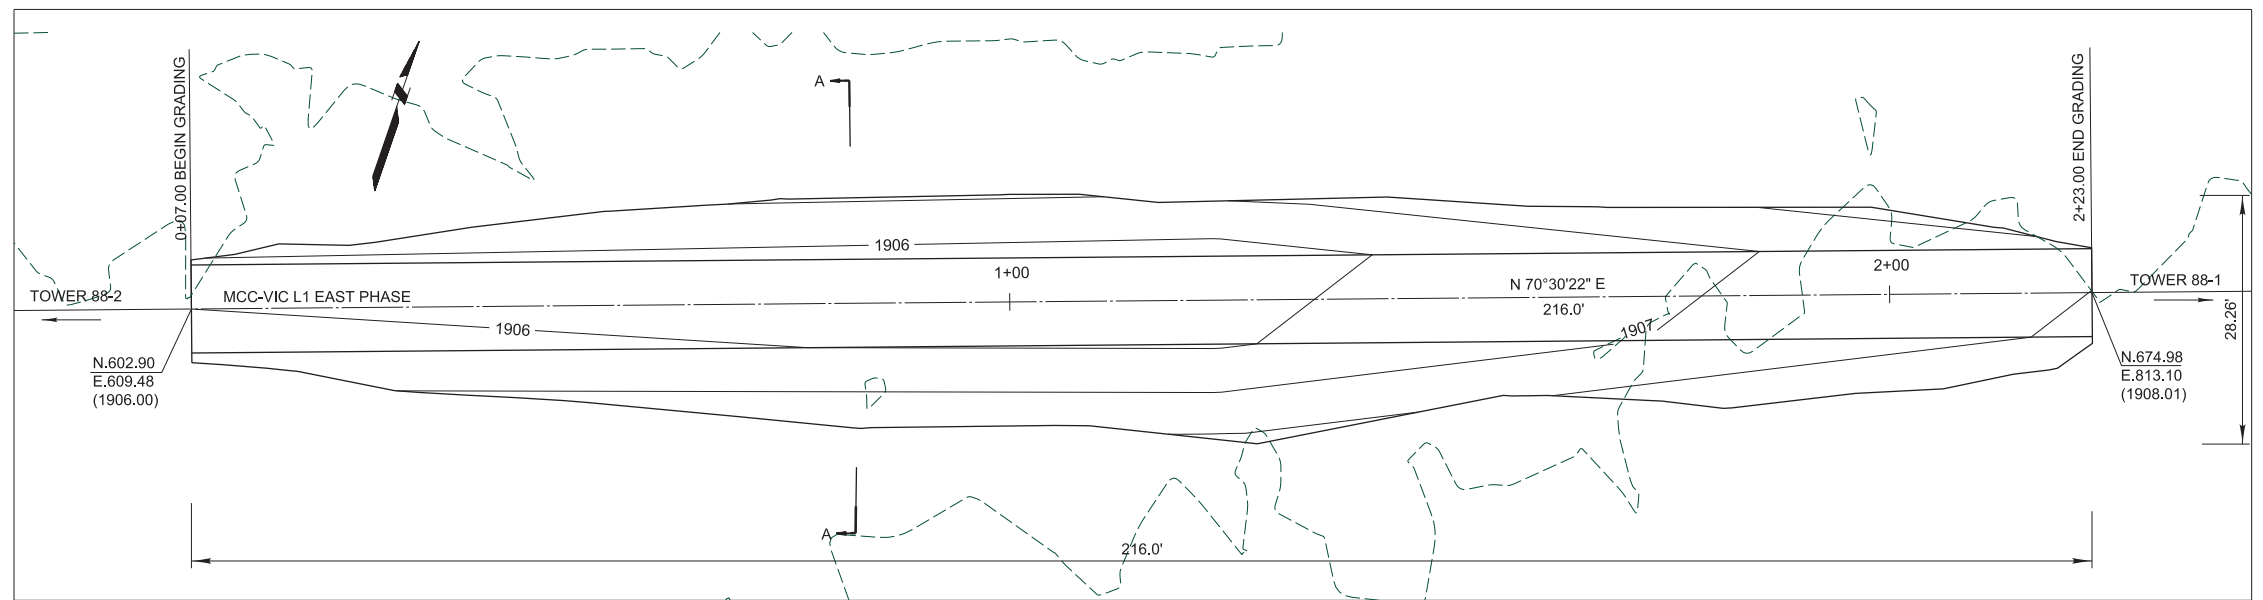 0+07.00 BEGIN GRADING
A
2+23.00 END GRADING
1906
1+00
2+00
TOWER 88-2
MCC-VIC L1 EAST PHASE
N 70°30'22" E
216.0'
TOWER 88-1
1906
1907
28.26'
N.602.90
E.609.48
(1906.00)
N.674.98
E.813.10
(1908.01)
A
216.0'